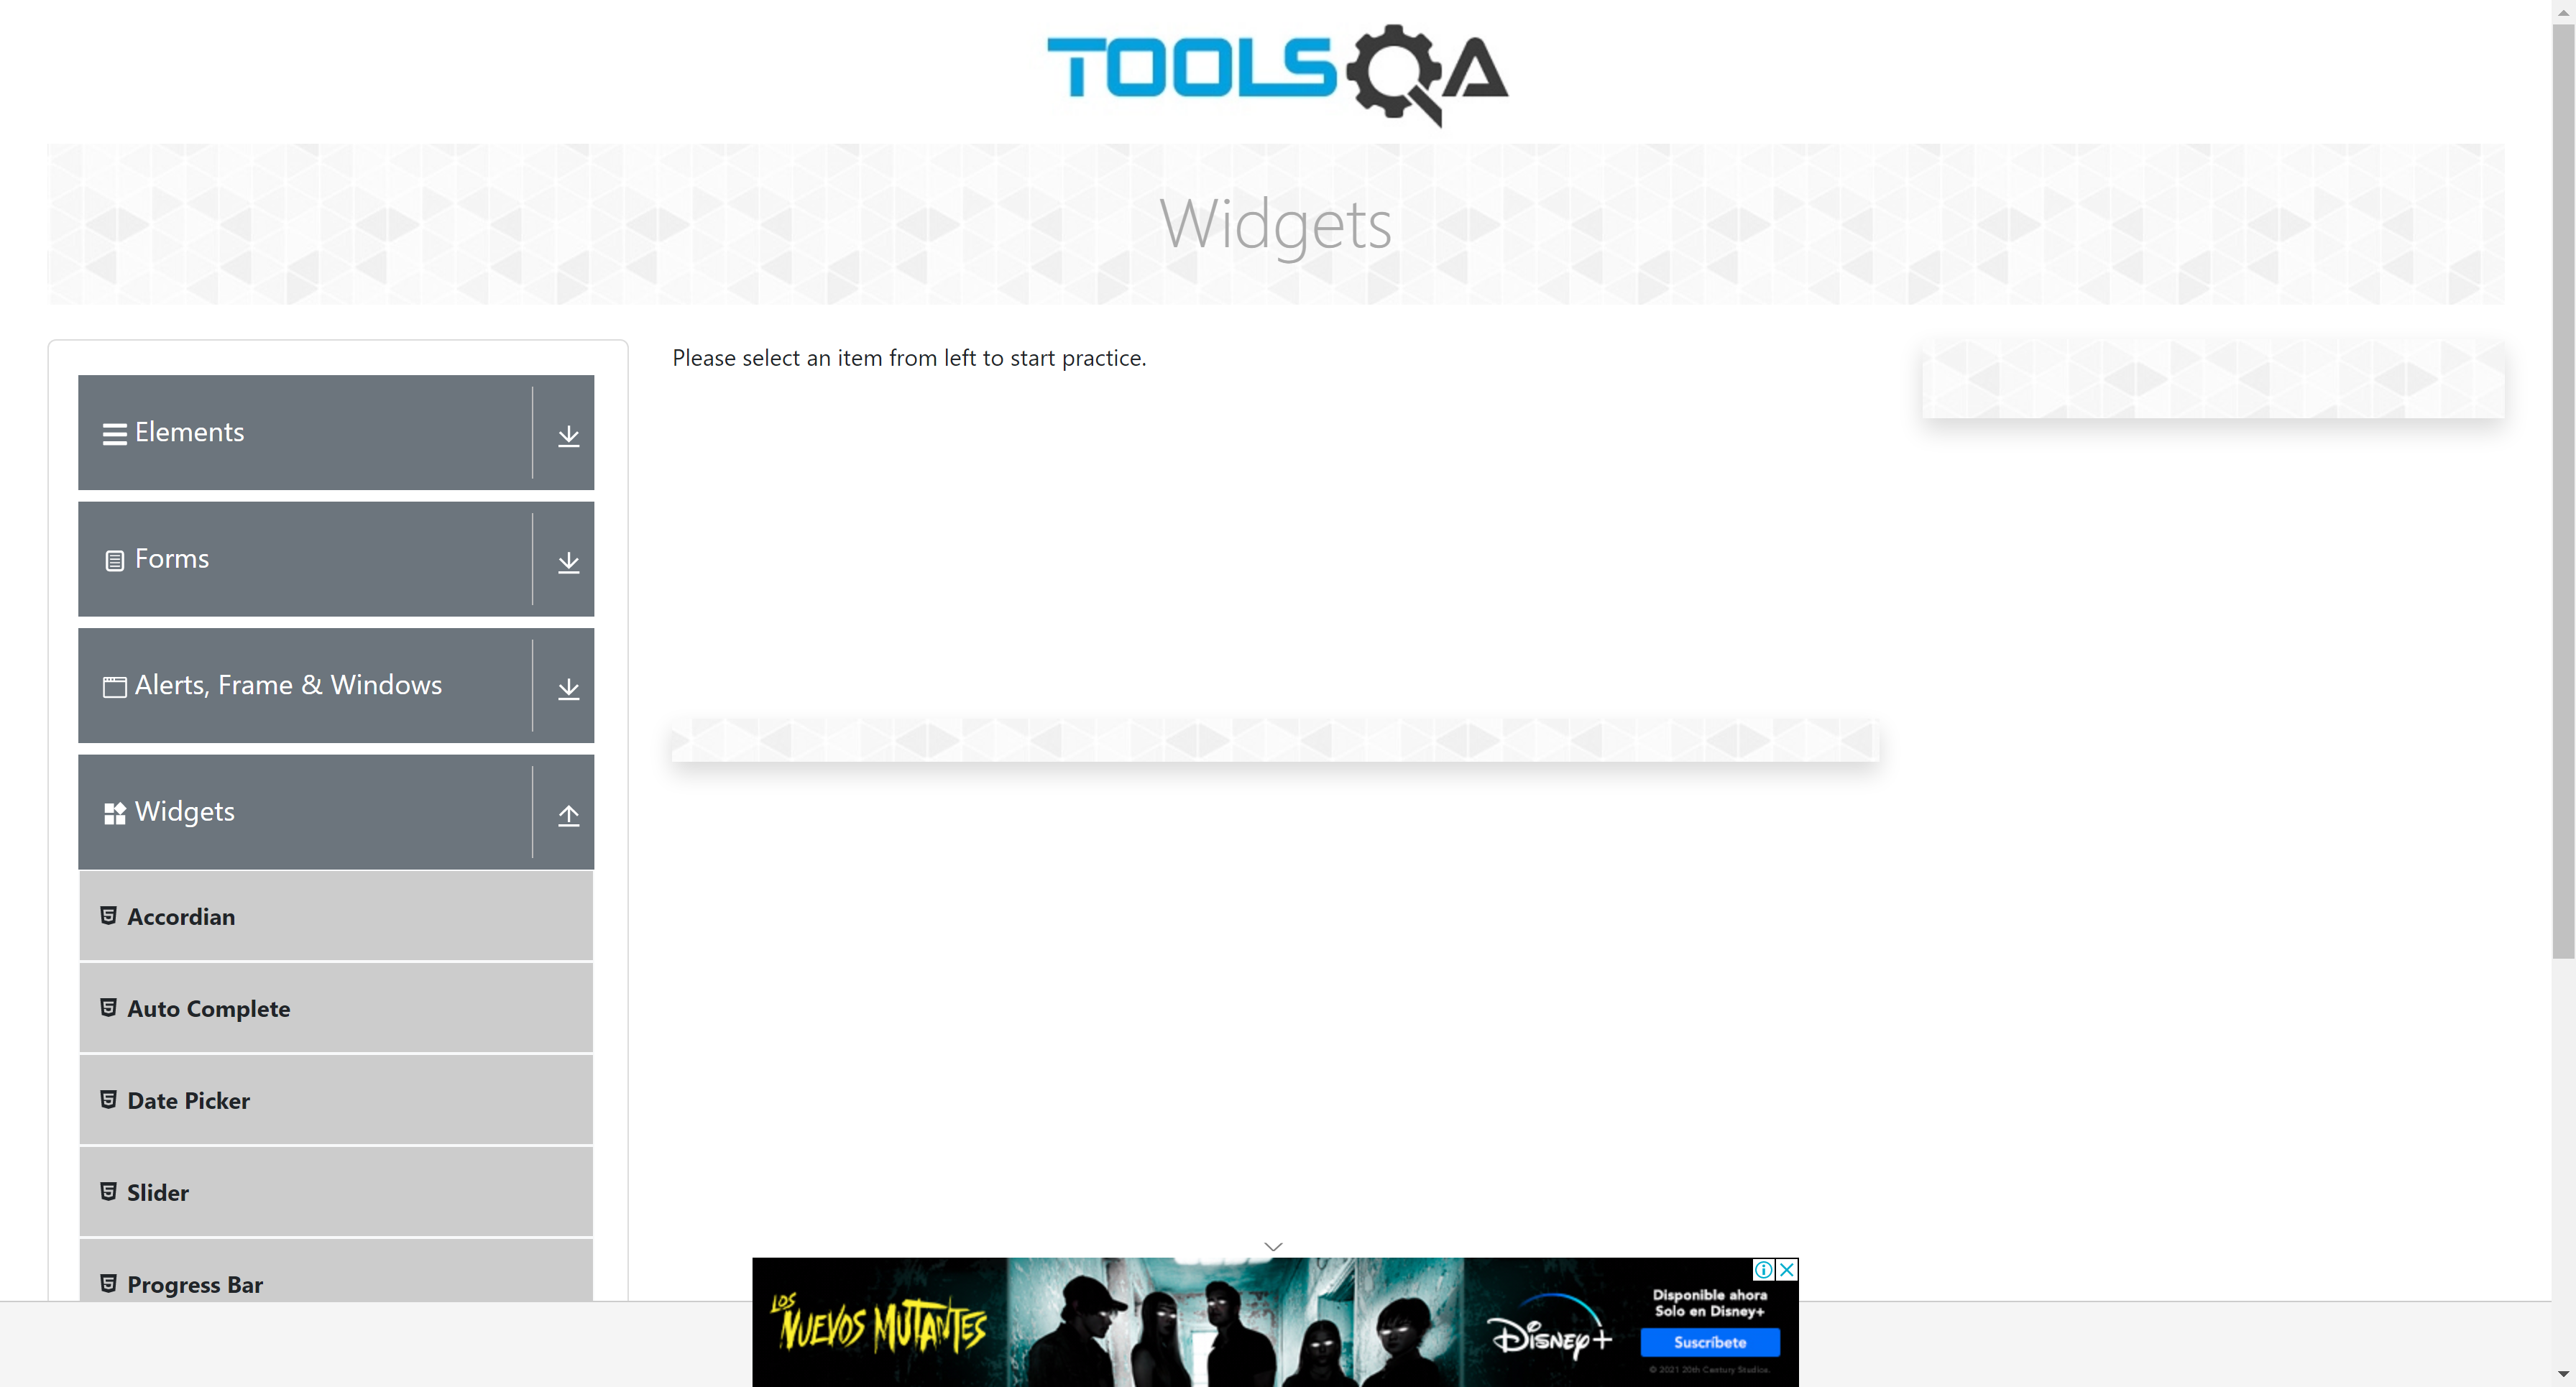 TOOLSQA
Widgets
Please select an item from left to start practice.
Elements
Forms
Alerts, Frame & Windows
Widgets
Accordian
Auto Complete
Date Picker
Slider
Progress Bar
LOS
NUEVOS MUTANTES
Disney+
Disponible ahora
Solo en Disney+
Suscríbete
© 2021 20th Century Studios.